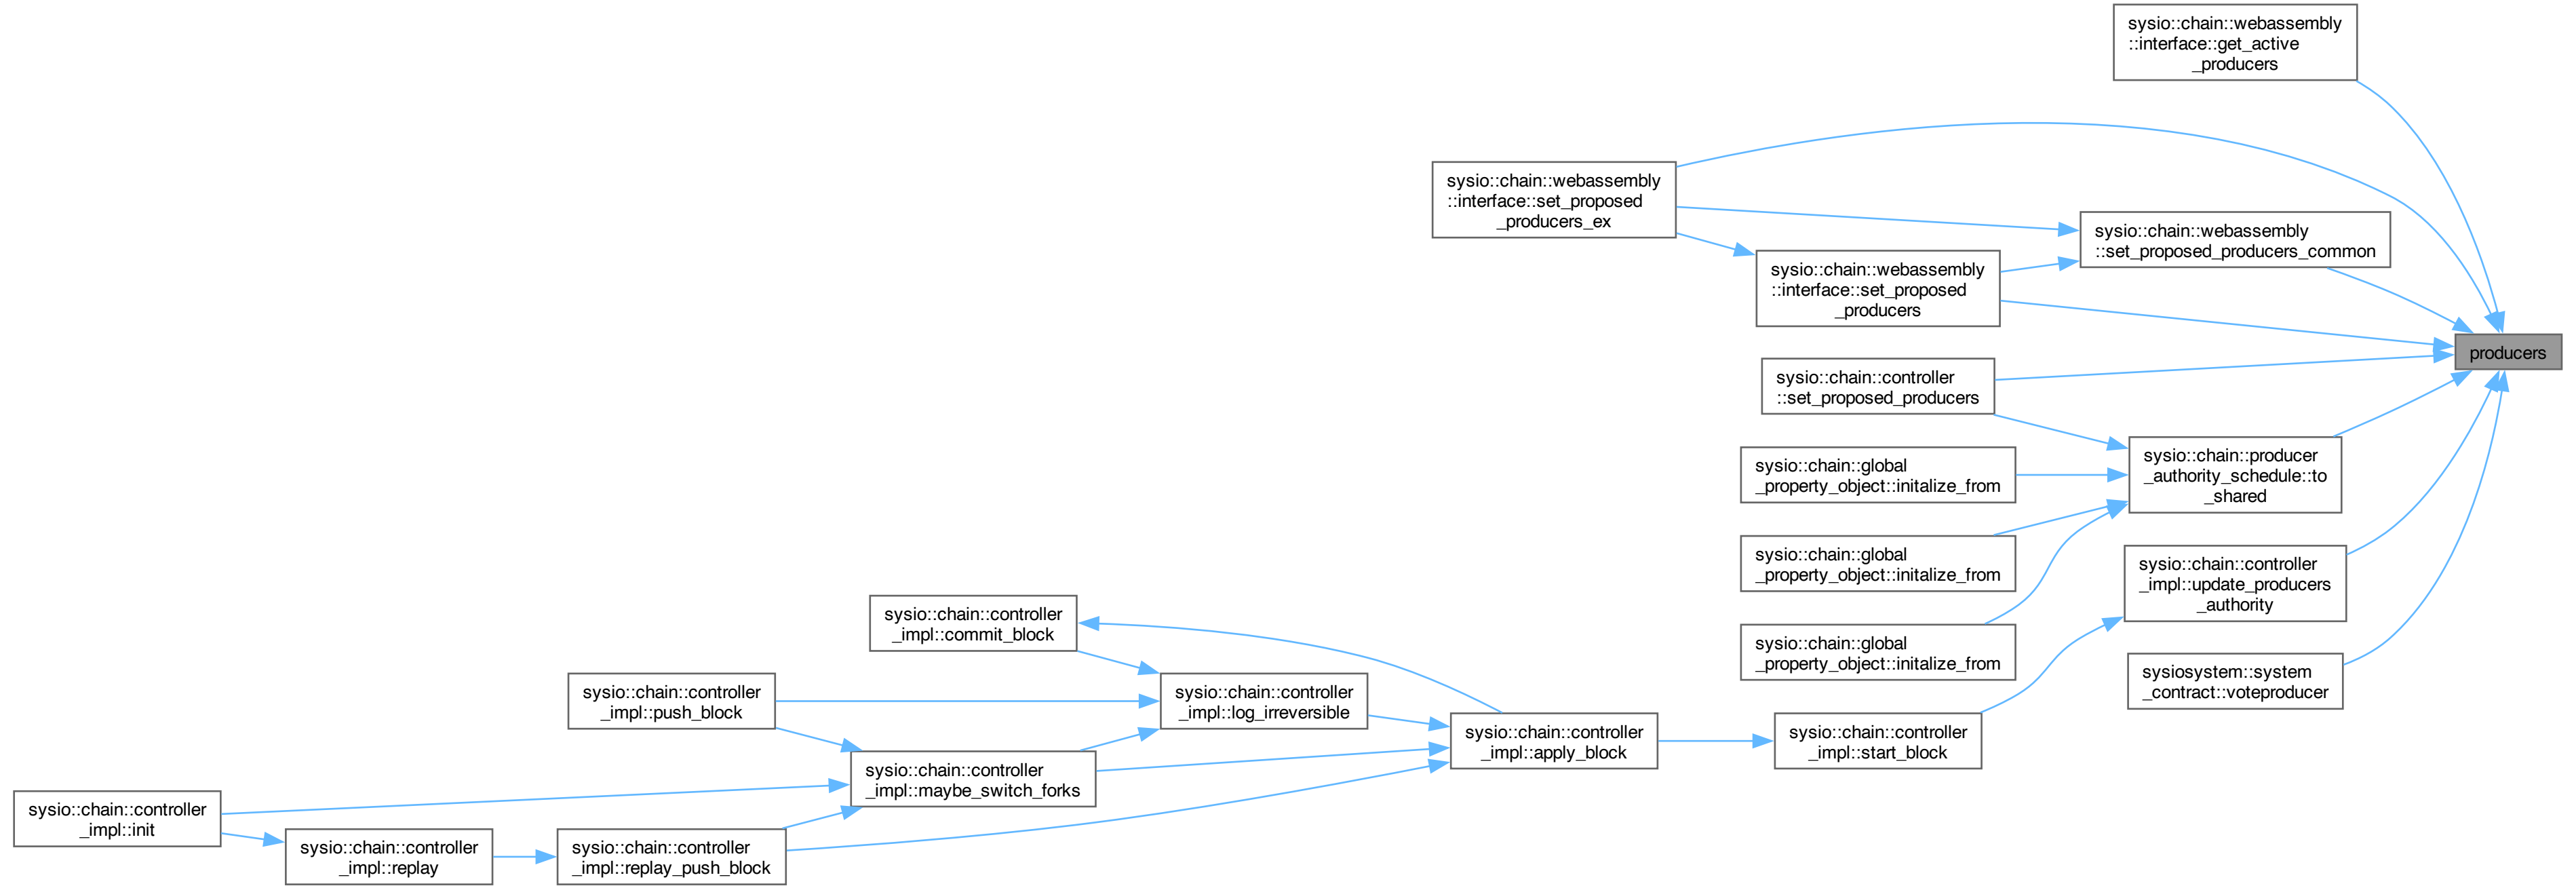 sysio::chain::webassembly
::interface::get_active
_producers
sysio::chain::webassembly
::interface::set_proposed
_producers_ex
sysio::chain::webassembly
::set_proposed_producers_common
sysio::chain::webassembly
::interface::set_proposed
_producers
producers
sysio::chain::controller
::set_proposed_producers
sysio::chain::producer
_authority_schedule::to
_shared
sysio::chain::global
_property_object::initalize_from
sysio::chain::global
_property_object::initalize_from
sysio::chain::controller
_impl::update_producers
_authority
sysio::chain::global
_property_object::initalize_from
sysiosystem::system
_contract::voteproducer
sysio::chain::controller
_impl::commit_block
sysio::chain::controller
_impl::push_block
sysio::chain::controller
_impl::log_irreversible
sysio::chain::controller
_impl::apply_block
sysio::chain::controller
_impl::start_block
sysio::chain::controller
_impl::maybe_switch_forks
sysio::chain::controller
_impl::init
sysio::chain::controller
_impl::replay
sysio::chain::controller
_impl::replay_push_block